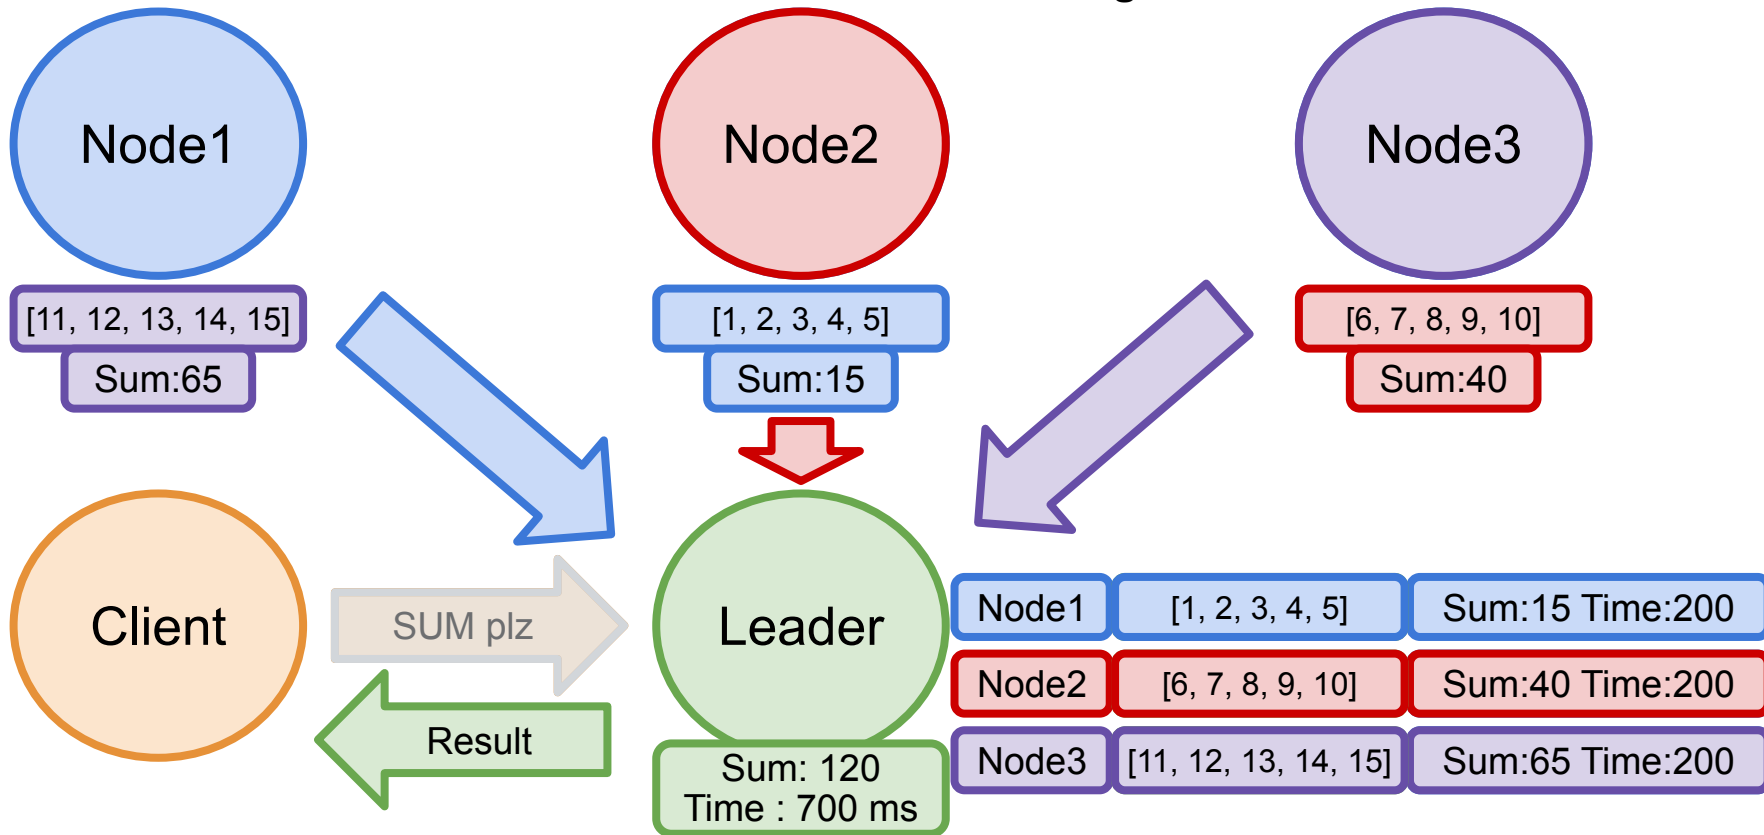 Node1
Node2
Node3
[11, 12, 13, 14, 15]
[1, 2, 3, 4, 5]
[6, 7, 8, 9, 10]
Sum:65
Sum:15
Sum:40
Client
SUM plz
Leader
Result
Sum: 120
Time : 700 ms
Node1 [1, 2, 3, 4, 5] Sum:15 Time:200
Node2 [6, 7, 8, 9, 10] Sum:40 Time:200
Node3 [11, 12, 13, 14, 15] Sum:65 Time:200